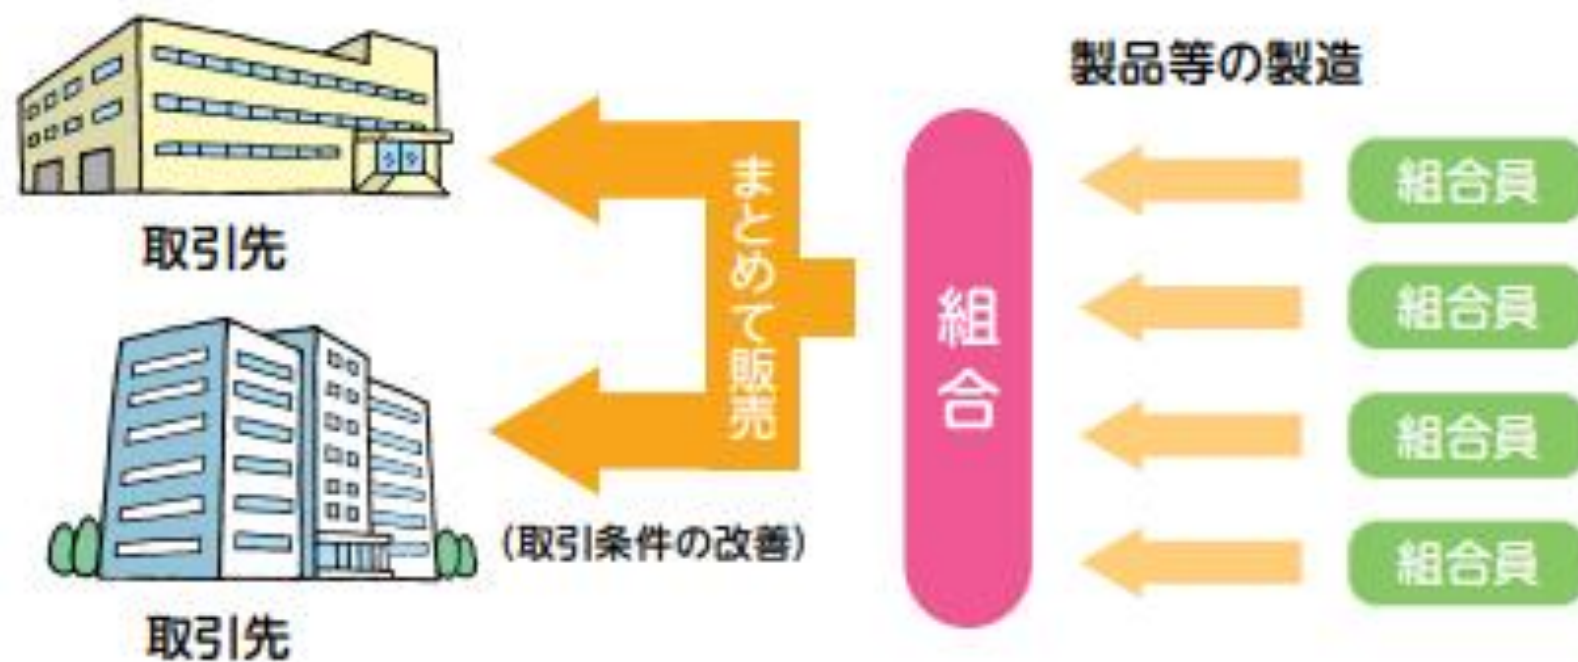 製品等の製造
取引先
まとめて販売
組合
組合員
組合員
組合員
組合員
(取引条件の改善)
取引先